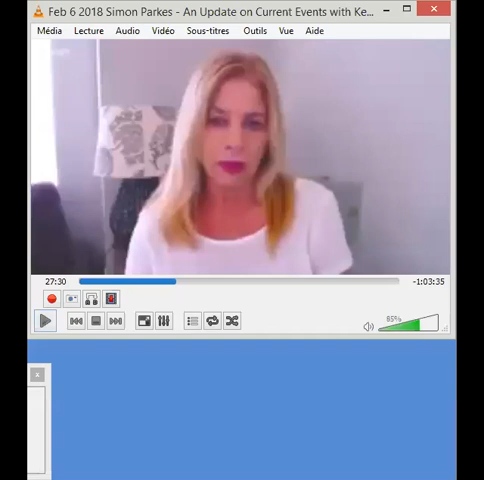 Feb 6 2018 Simon Parkes - An Update on Current Events with Ke...
Média Lecture Audio Vidéo Sous-titres Outils Vue Aide
27:30 -1:03:35
85%